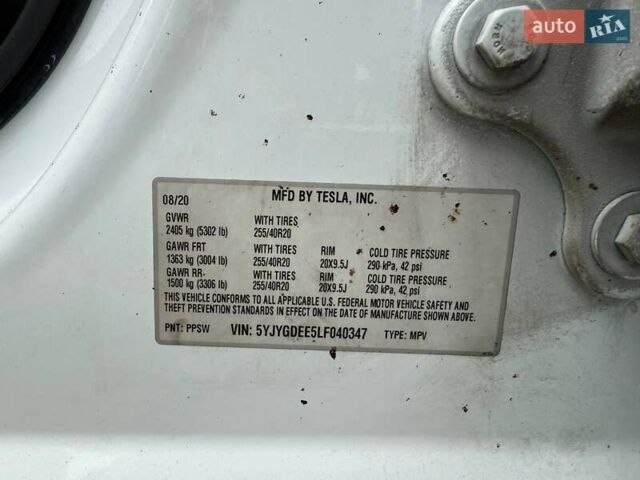 auto RIA .com
08/20 MFD BY TESLA, INC.
GVWR WITH TIRES
2405 kg (5302 lb) 255/40R20
GAWR FRT WITH TIRES RIM COLD TIRE PRESSURE
1363 kg (3004 lb) 255/40R20 20X9.5J 290 kPa, 42 psi
GAWR RR- WITH TIRES RIM COLD TIRE PRESSURE
1500 kg (3306 lb) 255/40R20 20X9.5J 290 kPa, 42 psi
THIS VEHICLE CONFORMS TO ALL APPLICABLE U.S. FEDERAL MOTOR VEHICLE SAFETY AND
THEFT PREVENTION STANDARDS IN EFFECT ON THE DATE OF MANUFACTURE SHOWN ABOVE.
PNT: PPSW VIN: 5YJYGDEE5LF040347 TYPE: MPV